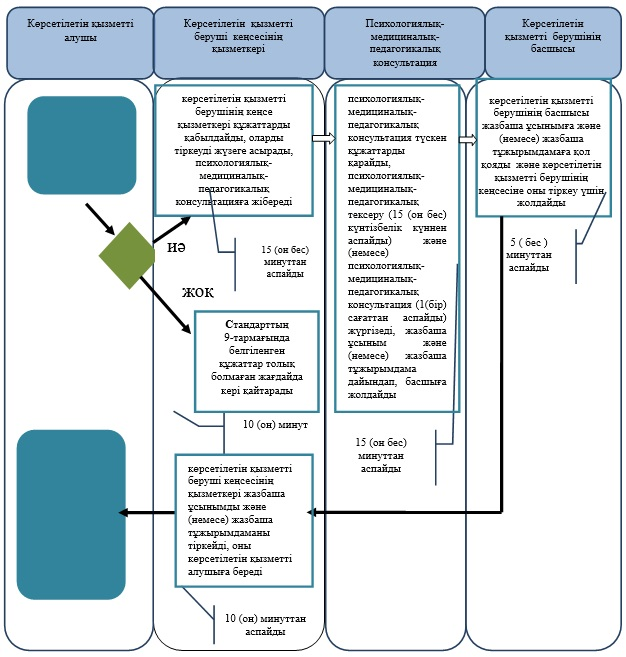 Көрсетілетін қызметті
алушы
Көрсетілетін қызметті
беруші кеңсесінің
қызметкері
Психологиялық-
медициналық-
педагогикалық
консультация
Көрсетілетін
қызметті берушінің
басшысы
көрсетілетін қызметті
берушінің кеңсе
қызметкері құжаттарды
қабылдайды, оларды
тіркеуді жүзеге асырады,
психологиялық-
медициналық-
педагогикалық
консультацияға жібереді
психологиялық-
медициналық-
педагогикалық
консультация түскен
құжаттарды
қарайды,
психологиялық-
медициналық-
педагогикалық
тексеру (15 (он бес)
күнтізбелік күннен
аспайды) және
(немесе)
психологиялық-
медициналық-
педагогикалық
консультация (1(бір)
сағаттан аспайды)
жүргізеді, жазбаша
ұсыным және
(немесе) жазбаша
тұжырымдама
дайындап, басшыға
жолдайды
көрсетілетін қызметті
берушінің басшысы
жазбаша ұсынымға және
(немесе) жазбаша
тұжырымдамаға қол
қояды және көрсетілетін
қызметті берушінің
кеңсесіне оны тіркеу үшін
жолдайды
иә
15 (он бес)
минуттан
аспайды
5 ( бес )
минуттан
аспайды
жоқ
Стандарттың
9-тармағында
белгіленген
құжаттар толық
болмаған жағдайда
кері қайтарады
10 (он) минут
15 (он бес)
минуттан
аспайды
көрсетілетін қызметті
беруші кеңсесінің
қызметкері жазбаша
ұсынымды және
(немесе) жазбаша
тұжырымдаманы
тіркейді, оны
көрсетілетін қызметті
алушыға береді
10 (он) минуттан
аспайды